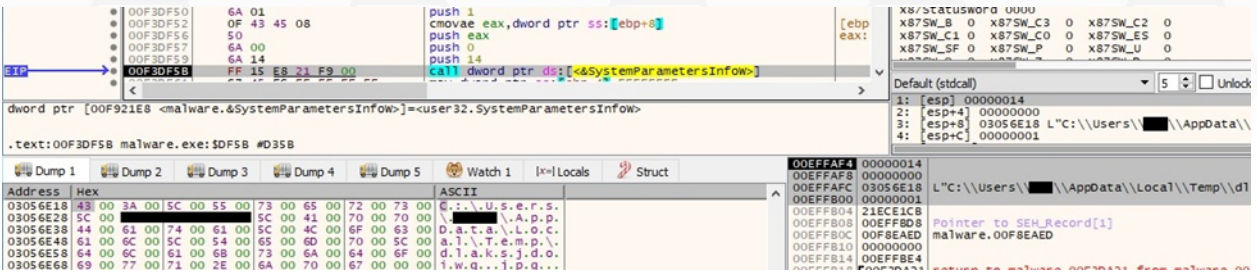 00F3DF50 6A 01 push 1
00F3DF52 0F 43 45 08 cmovae eax,dword ptr ss:[ebp+8] [ebp
00F3DF56 50 push eax eax:
00F3DF57 6A 00 push 0
00F3DF59 6A 14 push 14
EIP 00F3DF5B FF 15 E8 21 F9 00 call dword ptr ds:[<&SystemParametersInfoW>]
dword ptr [00F921E8 <malware.&SystemParametersInfoW>]=<user32.SystemParametersInfoW>
.text:00F3DF5B malware.exe:$DF5B #D35B
x87StatusWord 0000
x87SW_B 0 x87SW_C3 0 x87SW_C2 0
x87SW_C1 0 x87SW_C0 0 x87SW_ES 0
x87SW_SF 0 x87SW_P 0 x87SW_U 0
Default (stdcall) 5 Unlock
1: [esp] 00000014
2: [esp+4] 00000000
3: [esp+8] 03056E18 L"C:\\Users\\ \\AppData\\
4: [esp+C] 00000001
Dump 1 Dump 2 Dump 3 Dump 4 Dump 5 Watch 1 [x=] Locals Struct
Address Hex ASCII
03056E18 43 00 3A 00 5C 00 55 00 73 00 65 00 72 00 73 00 C.:.\.U.s.e.r.s.
03056E28 5C 00 5C 00 41 00 70 00 70 00 \. .\.A.p.p.
03056E38 44 00 61 00 74 00 61 00 5C 00 4C 00 6F 00 63 00 D.a.t.a.\.L.o.c.
03056E48 61 00 6C 00 5C 00 54 00 65 00 6D 00 70 00 5C 00 a.l.\.T.e.m.p.\.
03056E58 64 00 6C 00 61 00 6B 00 73 00 6A 00 64 00 6F 00 d.l.a.k.s.j.d.o.
03056E68 69 00 77 00 71 00 2E 00 6A 00 70 00 67 00 00 00 i.w.q...j.p.g...
00EFFAF4 00000014
00EFFAF8 00000000
00EFFAFC 03056E18 L"C:\\Users\\ \\AppData\\Local\\Temp\\dl
00EFFB00 00000001
00EFFB04 21ECE1CB
00EFFB08 00EFFBD8 Pointer to SEH_Record[1]
00EFFB0C 00F8EAED malware.00F8EAED
00EFFB10 00000000
00EFFB14 00EFFBE4